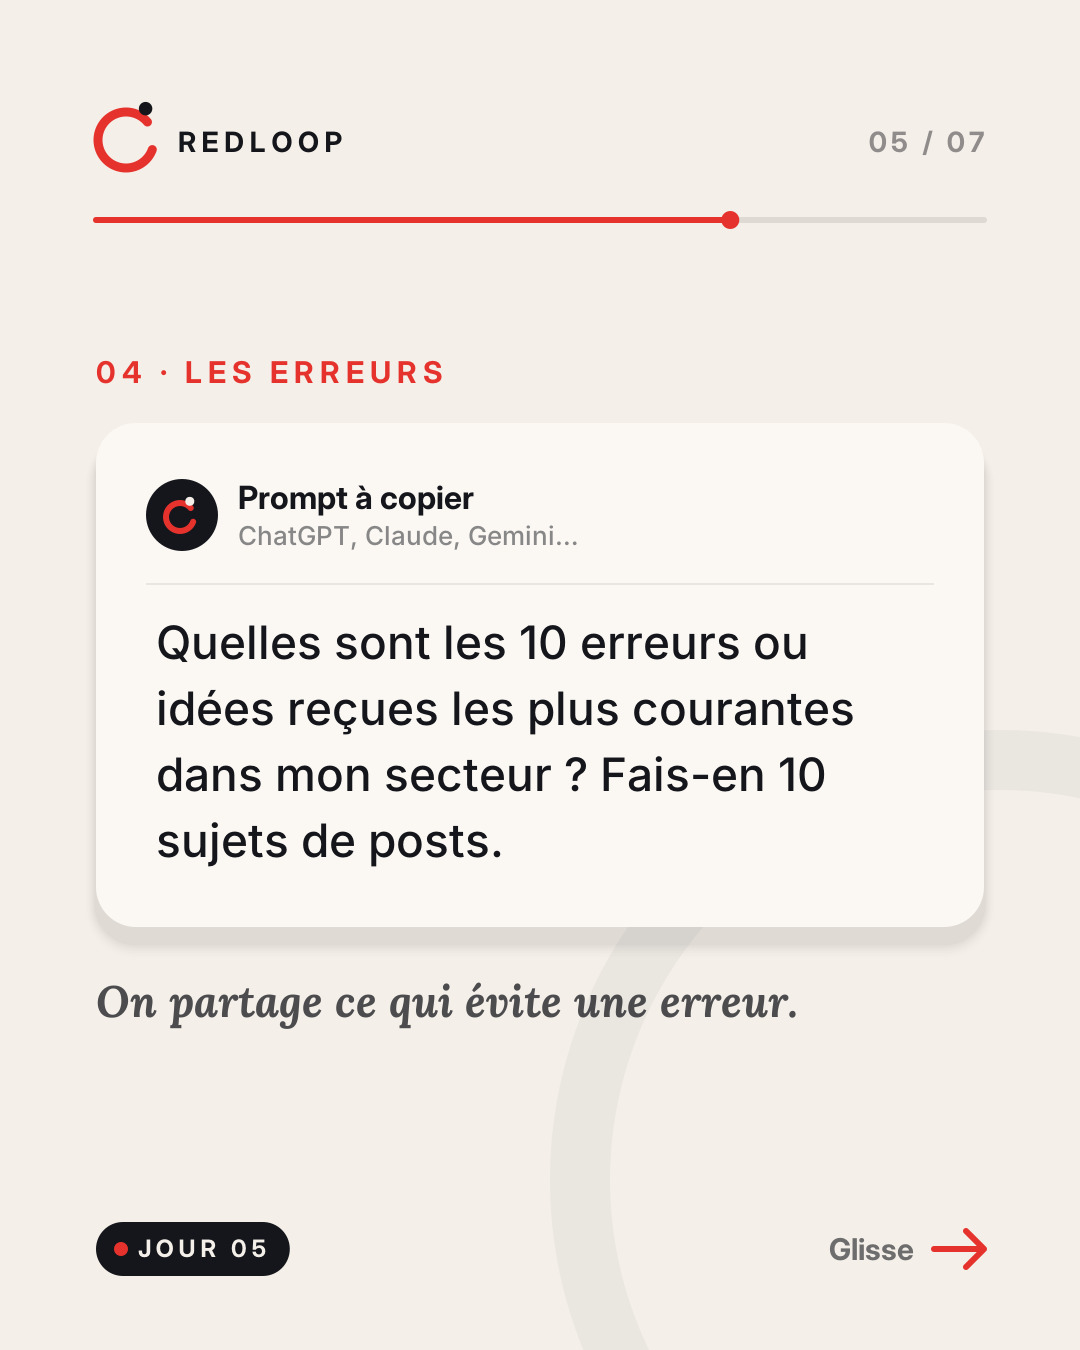 REDLOOP
05 / 07
04 · LES ERREURS
Prompt à copier
ChatGPT, Claude, Gemini...
Quelles sont les 10 erreurs ou
idées reçues les plus courantes
dans mon secteur ? Fais-en 10
sujets de posts.
On partage ce qui évite une erreur.
JOUR 05
Glisse